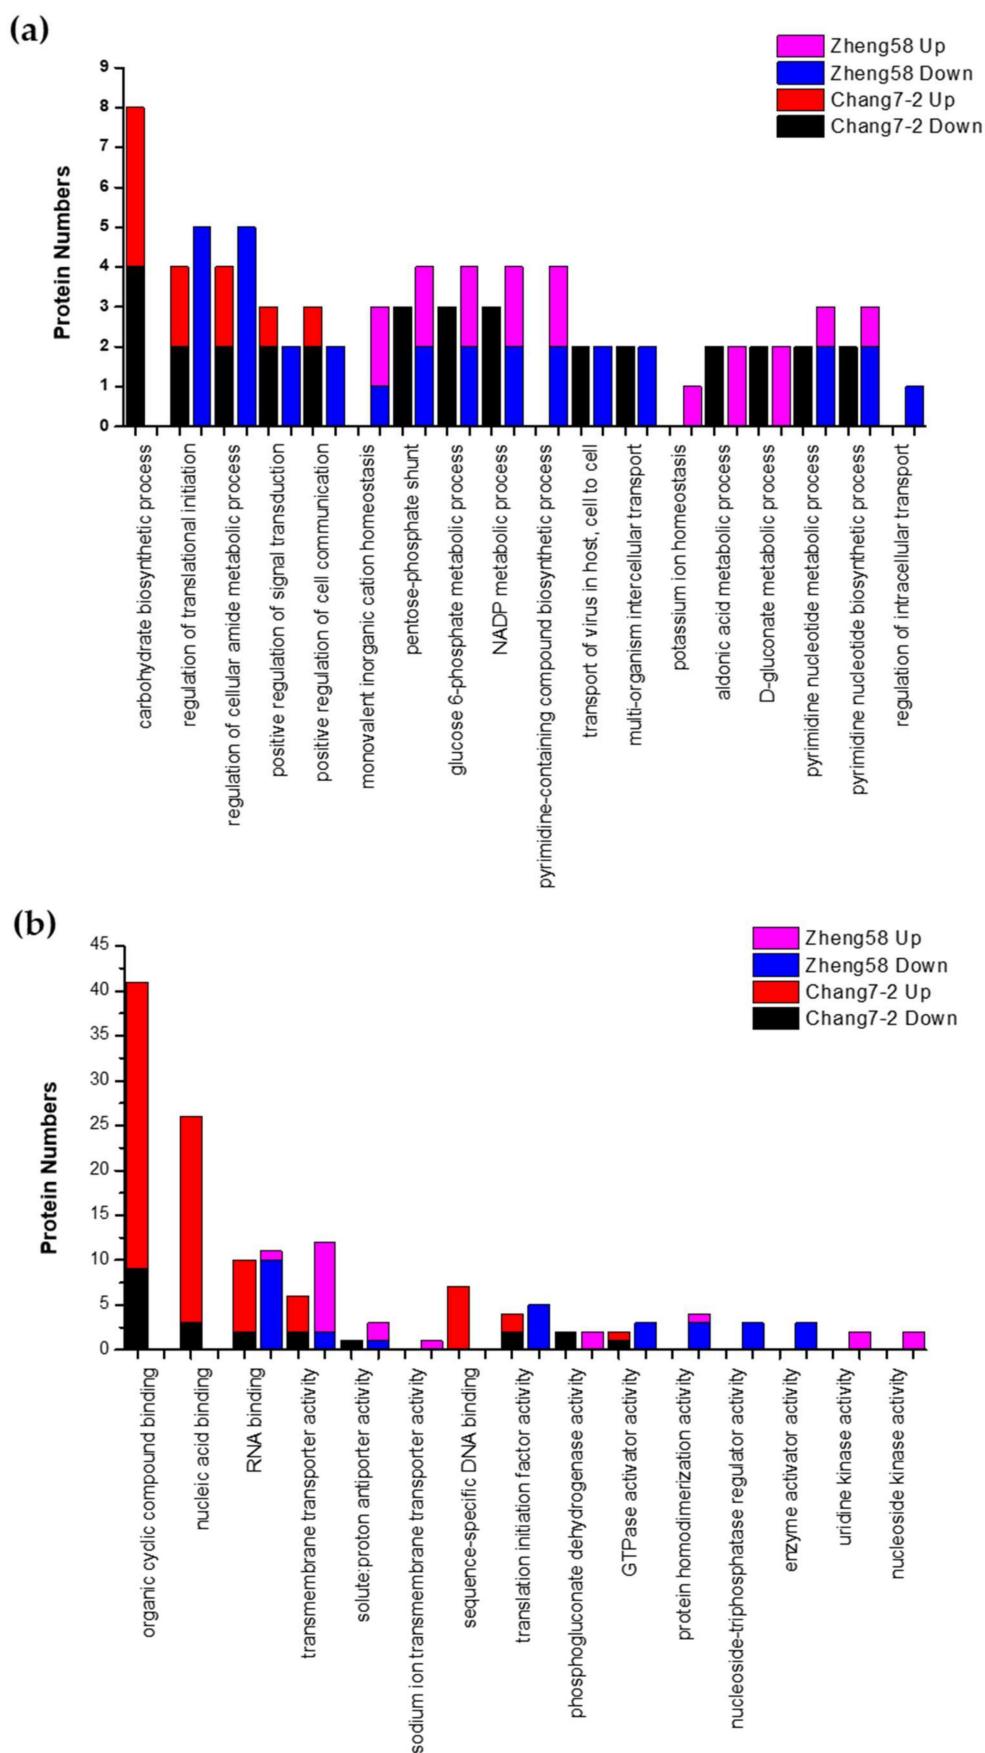 (a)
Zheng58 Up
Zheng58 Down
Chang7-2 Up
Chang7-2 Down
Protein Numbers
9
8
7
6
5
4
3
2
1
0
carbohydrate biosynthetic process
regulation of translational initiation
regulation of cellular amide metabolic process
positive regulation of signal transduction
positive regulation of cell communication
monovalent inorganic cation homeostasis
pentose-phosphate shunt
glucose 6-phosphate metabolic process
NADP metabolic process
pyrimidine-containing compound biosynthetic process
transport of virus in host, cell to cell
multi-organism intercellular transport
potassium ion homeostasis
aldonic acid metabolic process
D-gluconate metabolic process
pyrimidine nucleotide metabolic process
pyrimidine nucleotide biosynthetic process
regulation of intracellular transport
(b)
Zheng58 Up
Zheng58 Down
Chang7-2 Up
Chang7-2 Down
Protein Numbers
45
40
35
30
25
20
15
10
5
0
organic cyclic compound binding
nucleic acid binding
RNA binding
transmembrane transporter activity
solute:proton antiporter activity
sodium ion transmembrane transporter activity
sequence-specific DNA binding
translation initiation factor activity
phosphogluconate dehydrogenase activity
GTPase activator activity
protein homodimerization activity
nucleoside-triphosphatase regulator activity
enzyme activator activity
uridine kinase activity
nucleoside kinase activity